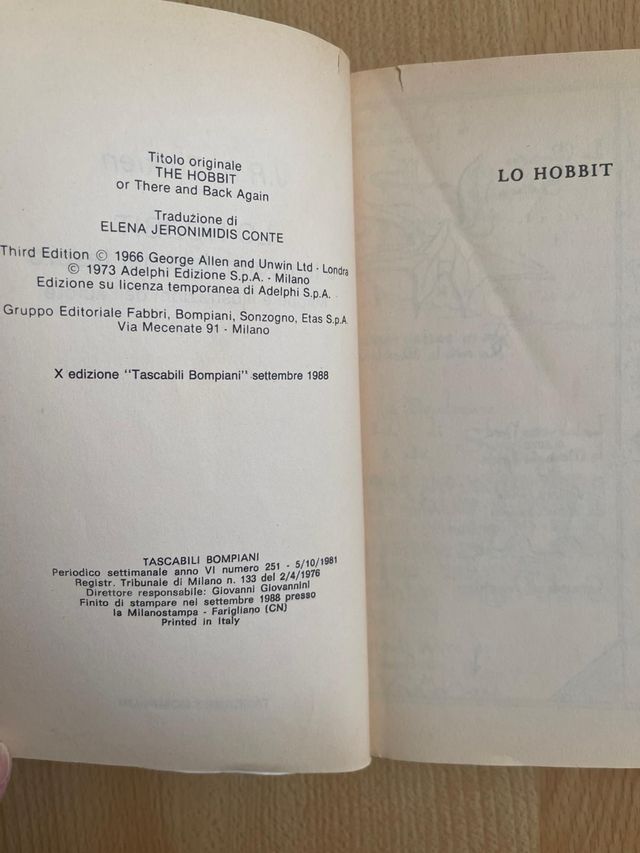 Titolo originale
THE HOBBIT
or There and Back Again
Traduzione di
ELENA JERONIMIDIS CONTE
Third Edition © 1966 George Allen and Unwin Ltd - Londra
© 1973 Adelphi Edizione S.p.A. - Milano
Edizione su licenza temporanea di Adelphi S.p.A.
Gruppo Editoriale Fabbri, Bompiani, Sonzogno, Etas S.p.A.
Via Mecenate 91 - Milano
X edizione "Tascabili Bompiani" settembre 1988
TASCABILI BOMPIANI
Periodico settimanale anno VI numero 251 - 5/10/1981
Registr. Tribunale di Milano n. 133 del 2/4/1976
Direttore responsabile: Giovanni Giovannini
Finito di stampare nel settembre 1988 presso
la Milanostampa - Farigliano (CN)
Printed in Italy
LO HOBBIT